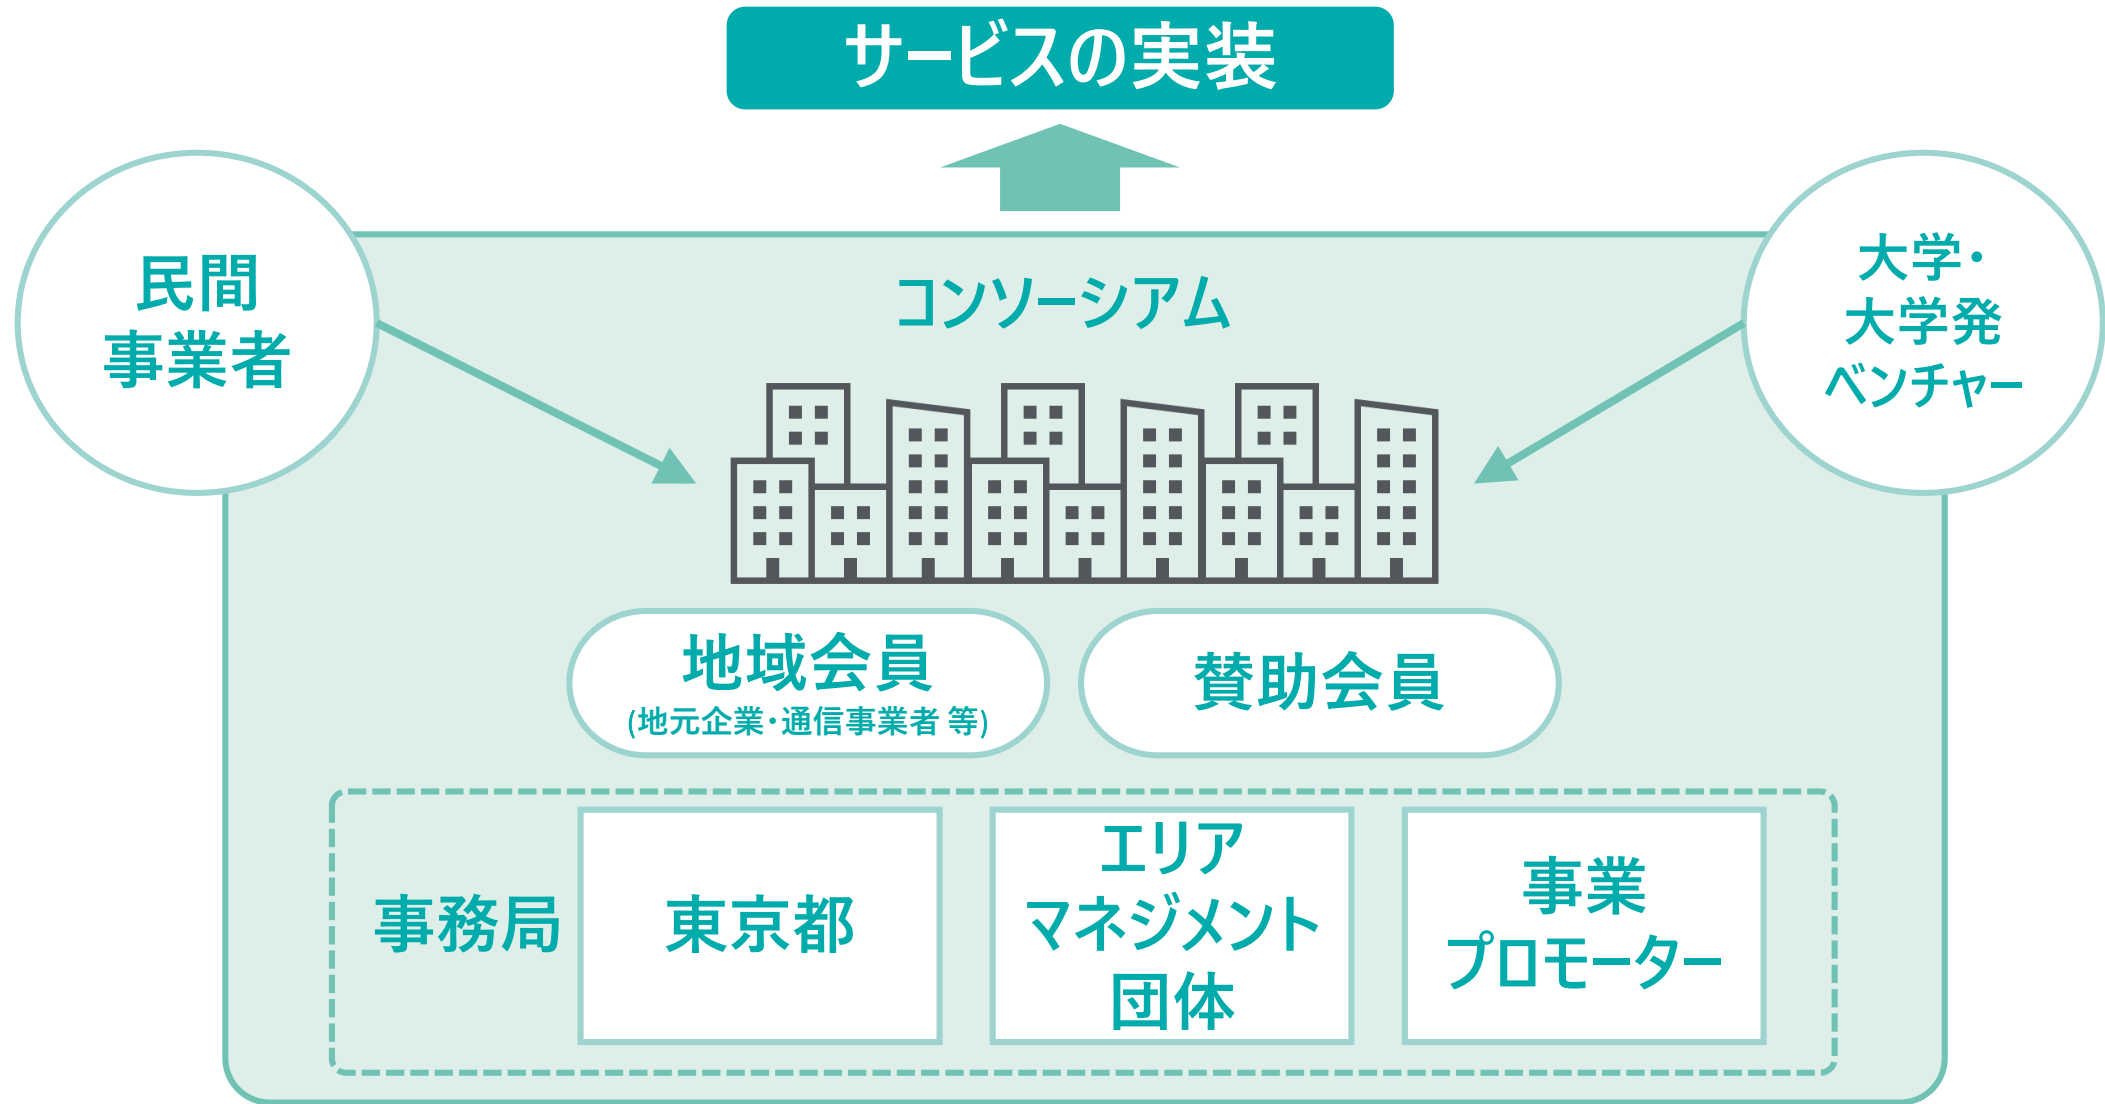 サービスの実装
民間
事業者
大学・
大学発
ベンチャー
コンソーシアム
地域会員
(地元企業・通信事業者 等)
賛助会員
事務局
東京都
エリア
マネジメント
団体
事業
プロモーター